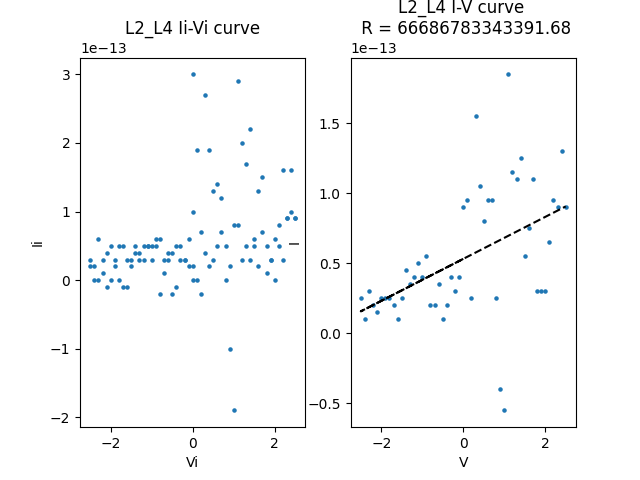 L2_L4 Ii-Vi curve
1e−13
3
2
1
0
−1
−2
Ii
−2
0
2
Vi
L2_L4 I-V curve
R = 66686783343391.68
1e−13
1.5
1.0
0.5
0.0
−0.5
I
−2
0
2
V